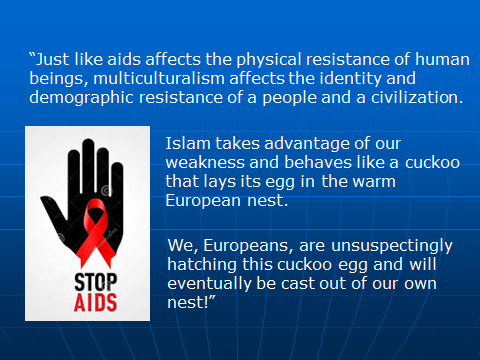 “Just like aids affects the physical resistance of human
beings, multiculturalism affects the identity and
demographic resistance of a people and a civilization.
Islam takes advantage of our
weakness and behaves like a cuckoo
that lays its egg in the warm
European nest.
We, Europeans, are unsuspectingly
hatching this cuckoo egg and will
eventually be cast out of our own
nest!”
STOP
AIDS